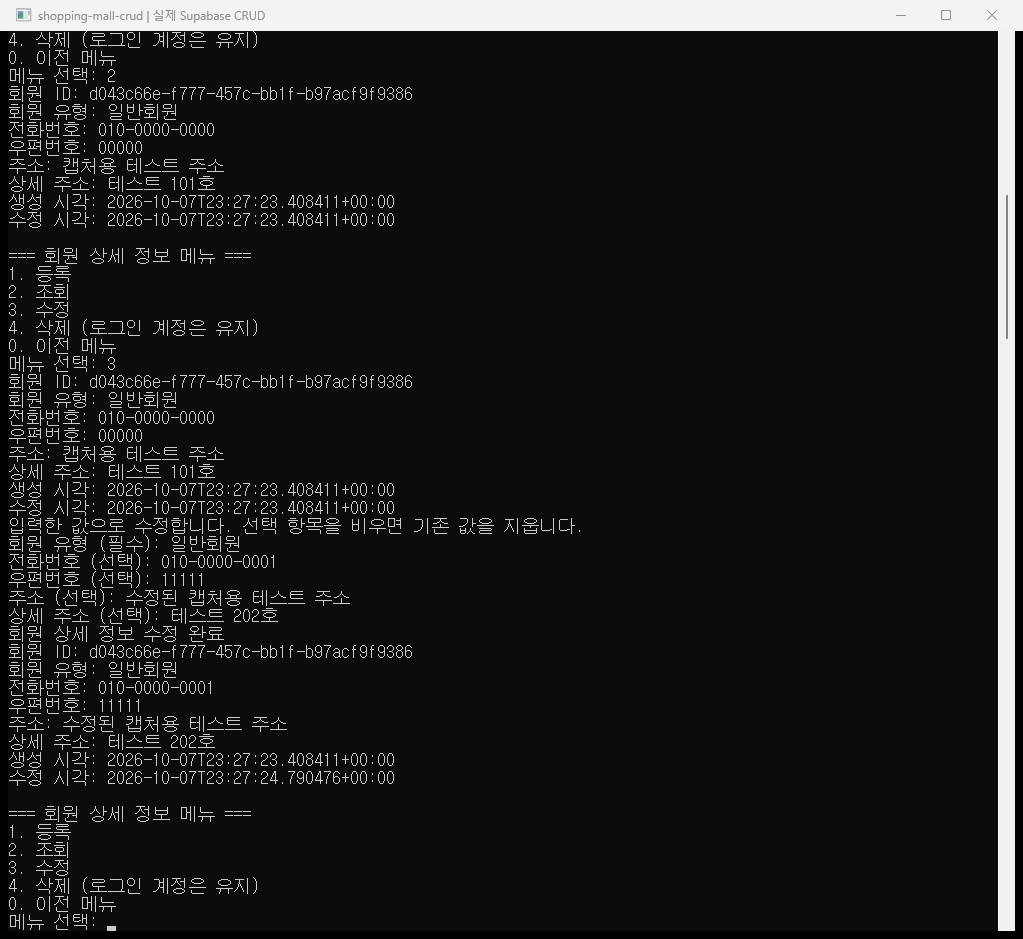 shopping-mall-crud | 실제 Supabase CRUD
4. 삭제 (로그인 계정은 유지)
0. 이전 메뉴
메뉴 선택: 2
회원 ID: d043c66e-f777-457c-bb1f-b97acf9f9386
회원 유형: 일반회원
전화번호: 010-0000-0000
우편번호: 00000
주소: 캡처용 테스트 주소
상세 주소: 테스트 101호
생성 시각: 2026-10-07T23:27:23.408411+00:00
수정 시각: 2026-10-07T23:27:23.408411+00:00
=== 회원 상세 정보 메뉴 ===
1. 등록
2. 조회
3. 수정
4. 삭제 (로그인 계정은 유지)
0. 이전 메뉴
메뉴 선택: 3
회원 ID: d043c66e-f777-457c-bb1f-b97acf9f9386
회원 유형: 일반회원
전화번호: 010-0000-0000
우편번호: 00000
주소: 캡처용 테스트 주소
상세 주소: 테스트 101호
생성 시각: 2026-10-07T23:27:23.408411+00:00
수정 시각: 2026-10-07T23:27:23.408411+00:00
입력한 값으로 수정합니다. 선택 항목을 비우면 기존 값을 지웁니다.
회원 유형 (필수): 일반회원
전화번호 (선택): 010-0000-0001
우편번호 (선택): 11111
주소 (선택): 수정된 캡처용 테스트 주소
상세 주소 (선택): 테스트 202호
회원 상세 정보 수정 완료
회원 ID: d043c66e-f777-457c-bb1f-b97acf9f9386
회원 유형: 일반회원
전화번호: 010-0000-0001
우편번호: 11111
주소: 수정된 캡처용 테스트 주소
상세 주소: 테스트 202호
생성 시각: 2026-10-07T23:27:23.408411+00:00
수정 시각: 2026-10-07T23:27:24.790476+00:00
=== 회원 상세 정보 메뉴 ===
1. 등록
2. 조회
3. 수정
4. 삭제 (로그인 계정은 유지)
0. 이전 메뉴
메뉴 선택: